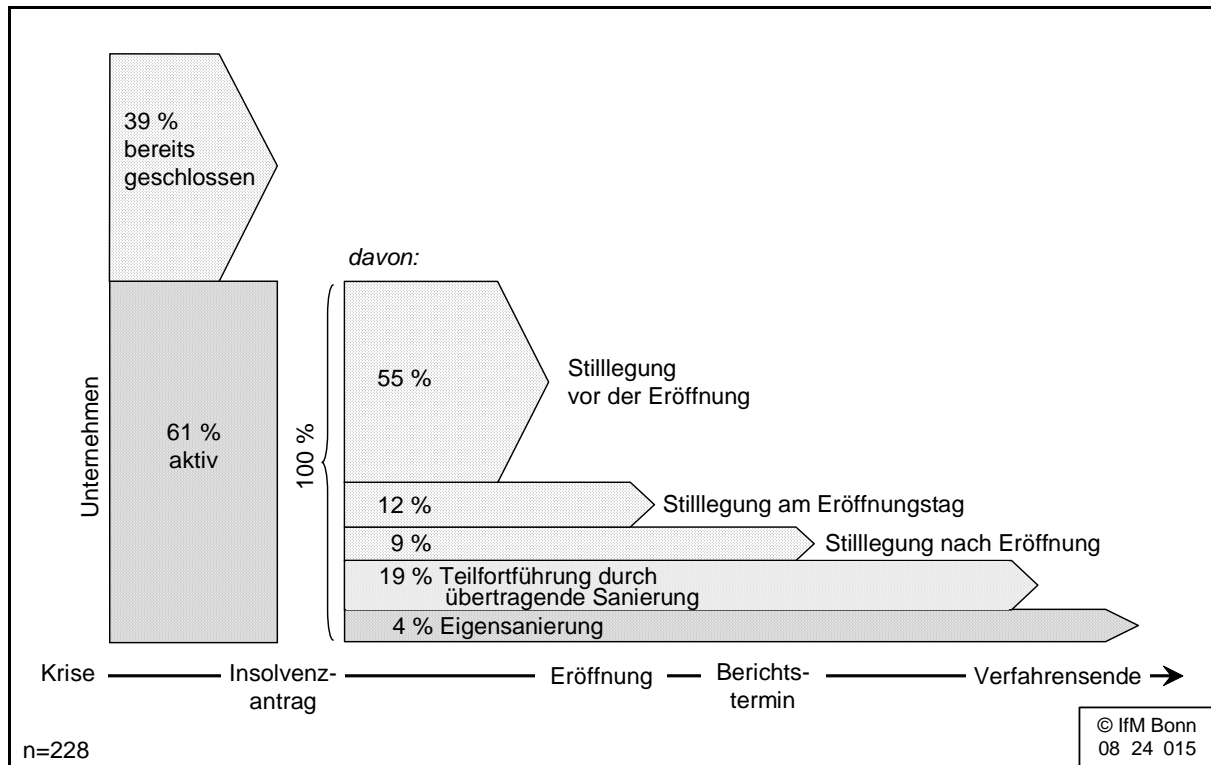 39 %
bereits
geschlossen
davon:
Unternehmen
61 %
aktiv
100 %
55 %
Stilllegung
vor der Eröffnung
12 %
Stilllegung am Eröffnungstag
9 %
Stilllegung nach Eröffnung
19 % Teilfortführung durch
übertragende Sanierung
4 % Eigensanierung
Krise
Insolvenz-
antrag
Eröffnung
Berichts-
termin
Verfahrensende
n=228
© IfM Bonn
08 24 015